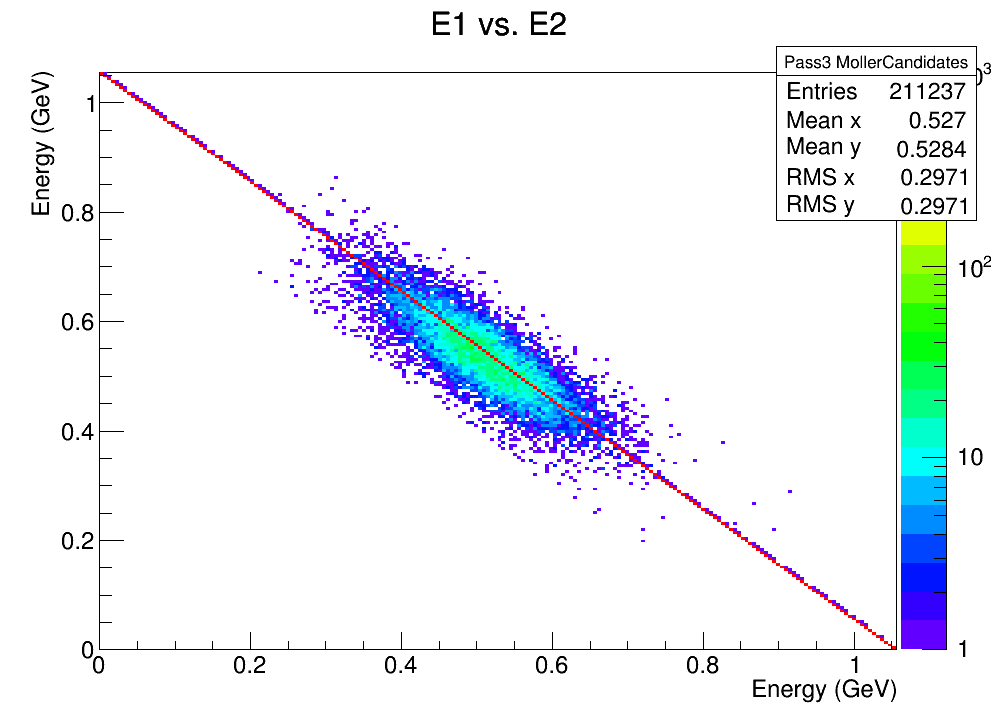 E1 vs. E2
Energy (GeV)
1
0.8
0.6
0.4
0.2
0
0 0.2 0.4 0.6 0.8 1
Energy (GeV)
Pass3 MollerCandidates
Entries 211237
Mean x 0.527
Mean y 0.5284
RMS x 0.2971
RMS y 0.2971
10²
10
1